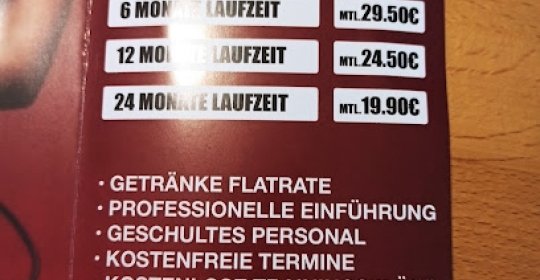 6 MONATE LAUFZEIT MTL.29.50€
12 MONATE LAUFZEIT MTL.24.50€
24 MONATE LAUFZEIT MTL.19.90€
· GETRÄNKE FLATRATE
· PROFESSIONELLE EINFÜHRUNG
· GESCHULTES PERSONAL
· KOSTENFREIE TERMINE